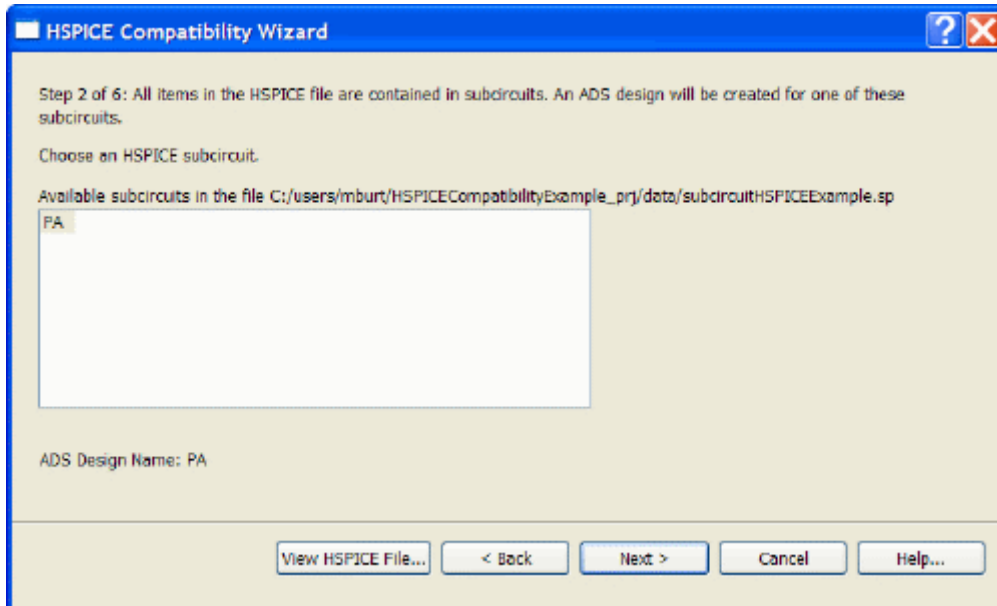 HSPICE Compatibility Wizard
?
Step 2 of 6: All items in the HSPICE file are contained in subcircuits. An ADS design will be created for one of these
subcircuits.
Choose an HSPICE subcircuit.
Available subcircuits in the file C:/users/mburt/HSPICECompatibilityExample_prj/data/subcircuitHSPICEExample.sp
PA
ADS Design Name: PA
View HSPICE File... < Back Next > Cancel Help...